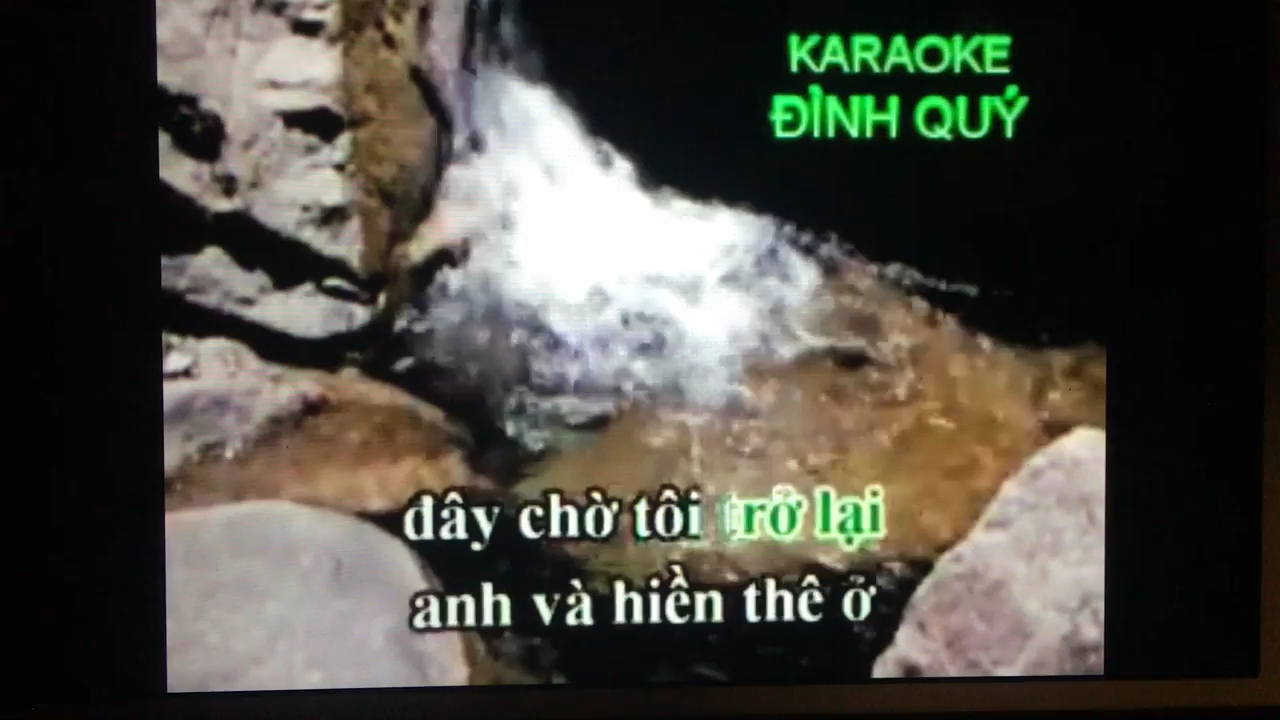 KARAOKE
ĐÌNH QUÝ
đây chờ tôi trở lại
anh và hiền thê ở